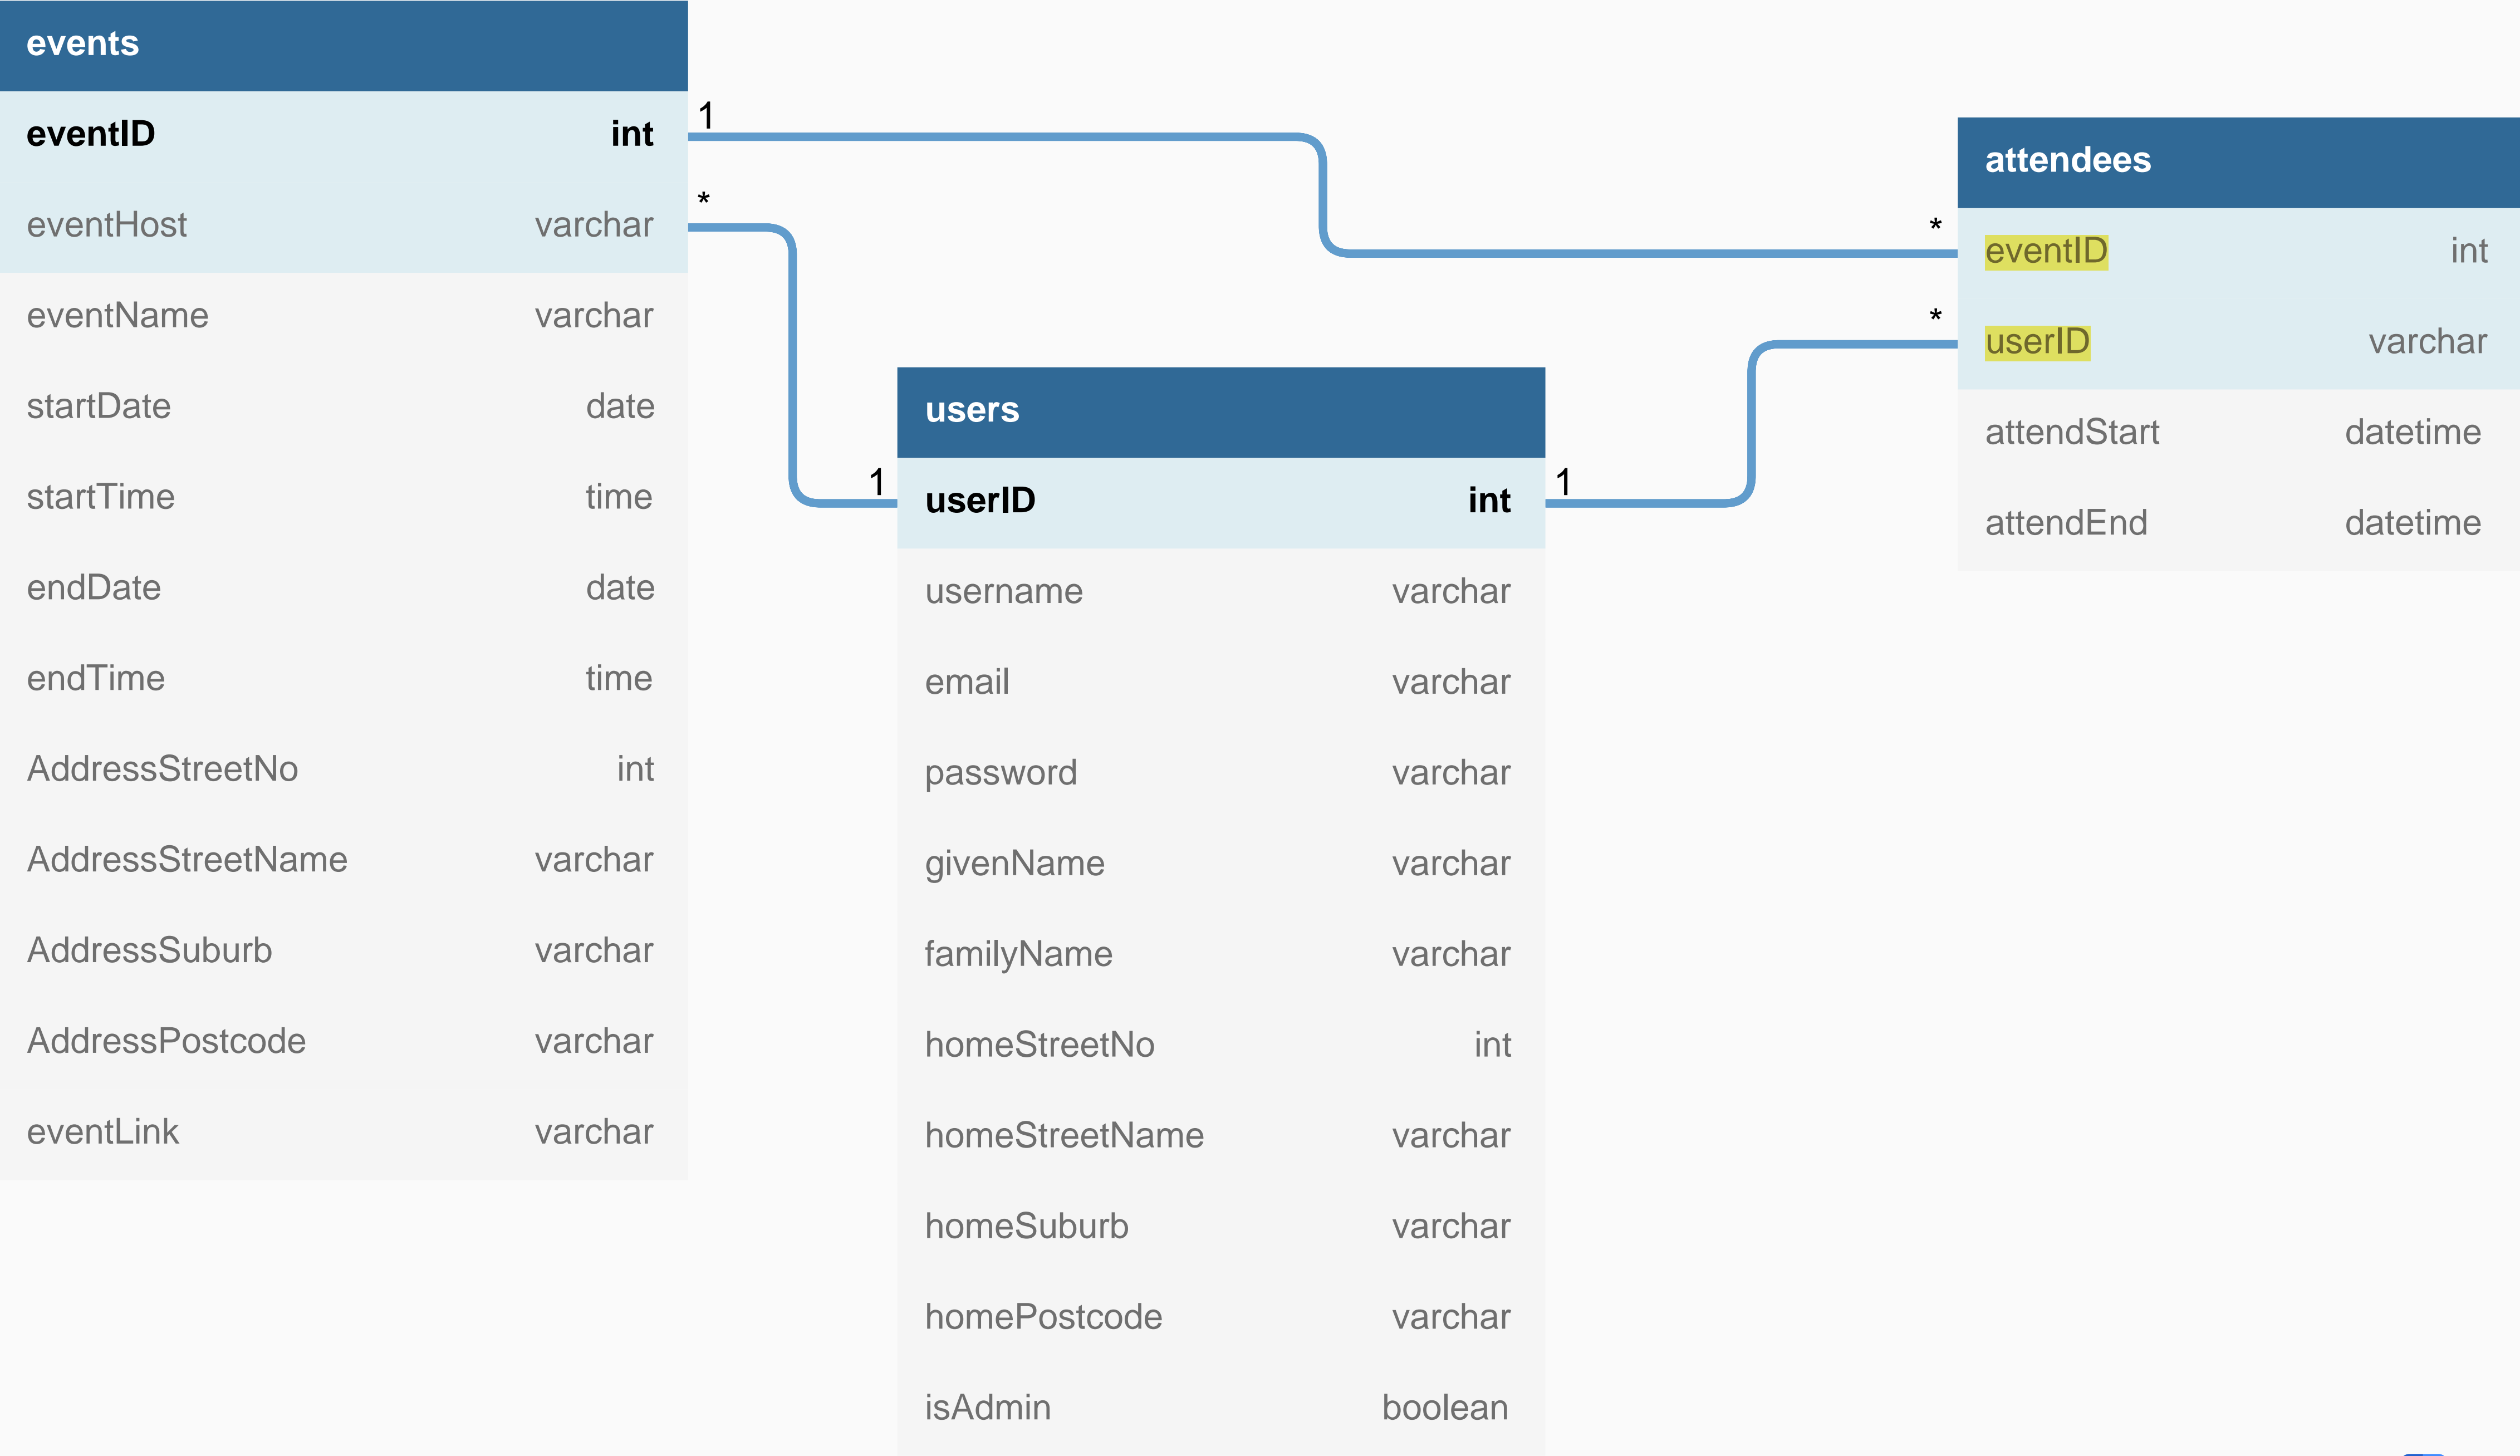 events
eventID int
eventHost varchar
eventName varchar
startDate date
startTime time
endDate date
endTime time
AddressStreetNo int
AddressStreetName varchar
AddressSuburb varchar
AddressPostcode varchar
eventLink varchar
1
*
1
users
userID int
username varchar
email varchar
password varchar
givenName varchar
familyName varchar
homeStreetNo int
homeStreetName varchar
homeSuburb varchar
homePostcode varchar
isAdmin boolean
1
*
*
attendees
eventID int
userID varchar
attendStart datetime
attendEnd datetime